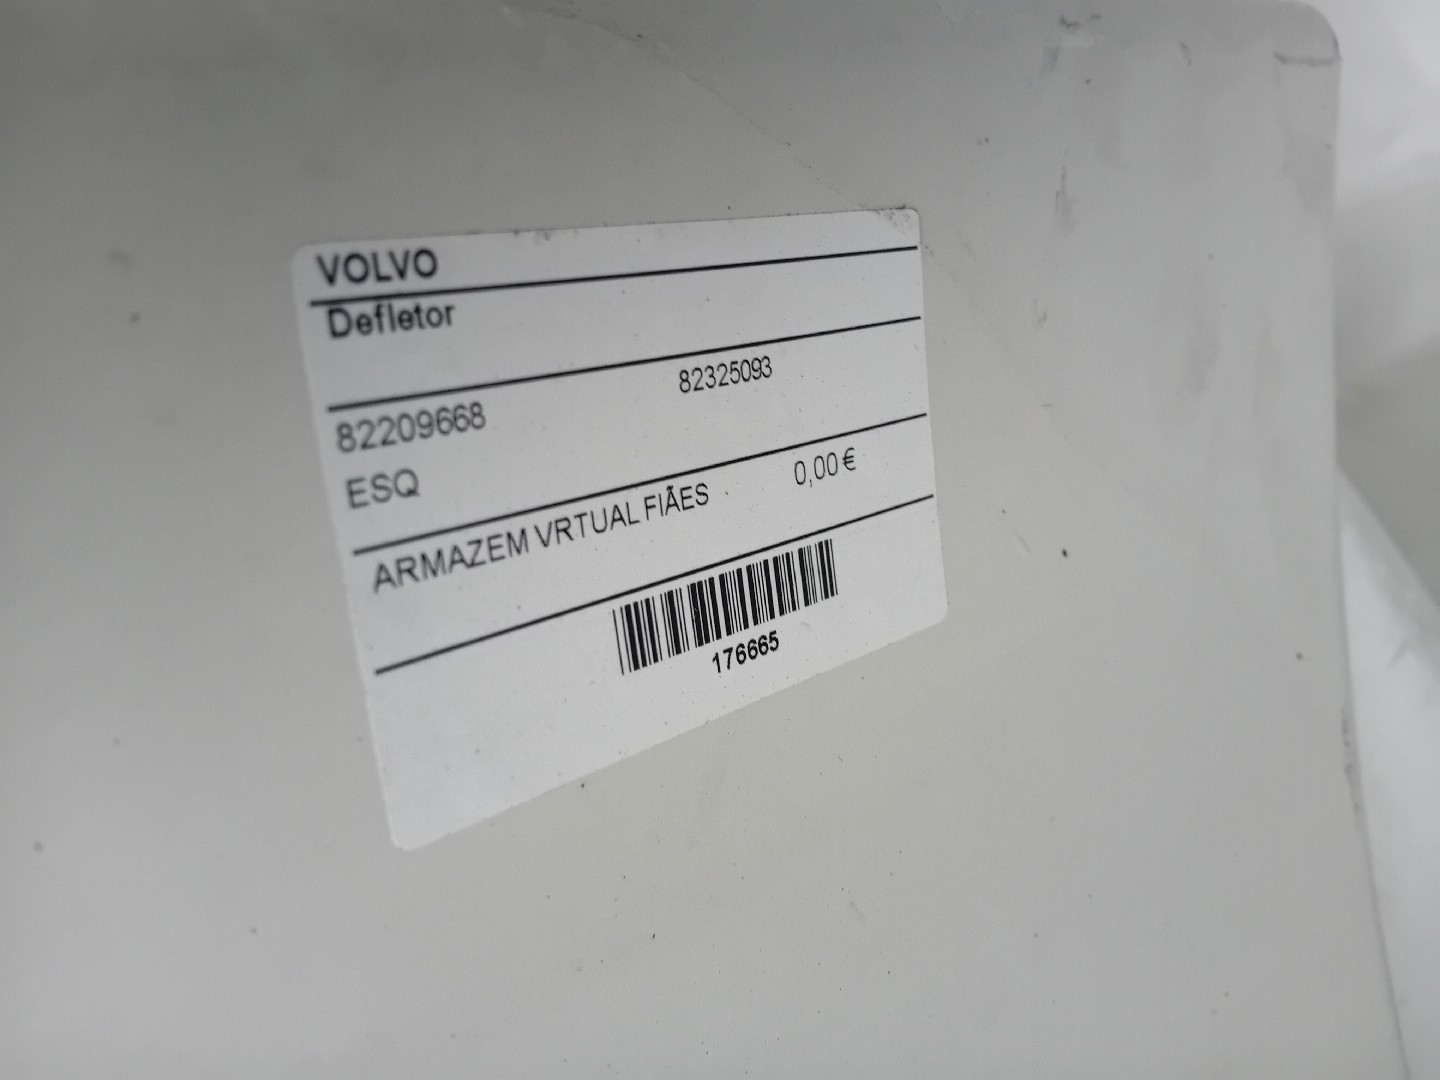 VOLVO
Defletor
82209668 82325093
ESQ
ARMAZEM VRTUAL FIÃES 0,00€
176665